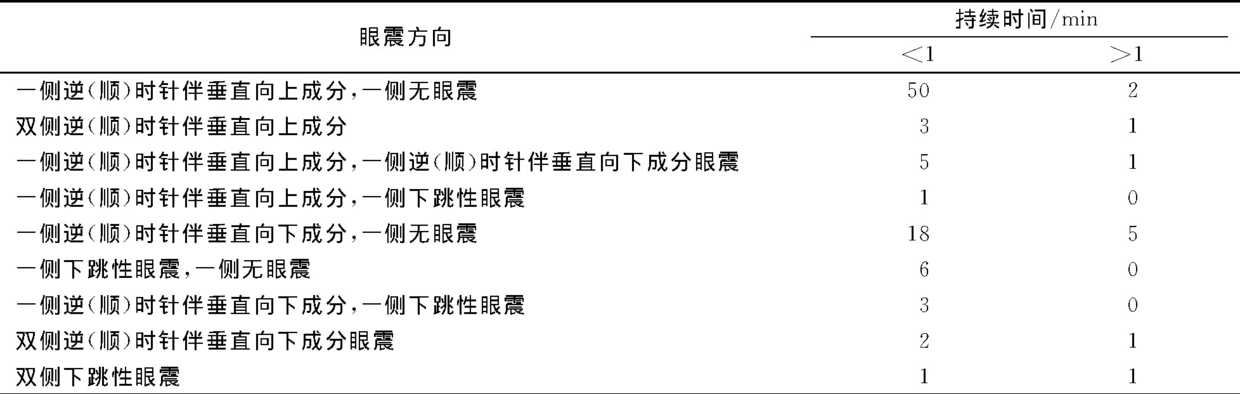 眼震方向 持续时间/min
<1 >1
一侧逆(顺)时针伴垂直向上成分,一侧无眼震 50 2
双侧逆(顺)时针伴垂直向上成分 3 1
一侧逆(顺)时针伴垂直向上成分,一侧逆(顺)时针伴垂直向下成分眼震 5 1
一侧逆(顺)时针伴垂直向上成分,一侧下跳性眼震 1 0
一侧逆(顺)时针伴垂直向下成分,一侧无眼震 18 5
一侧下跳性眼震,一侧无眼震 6 0
一侧逆(顺)时针伴垂直向下成分,一侧下跳性眼震 3 0
双侧逆(顺)时针伴垂直向下成分眼震 2 1
双侧下跳性眼震 1 1